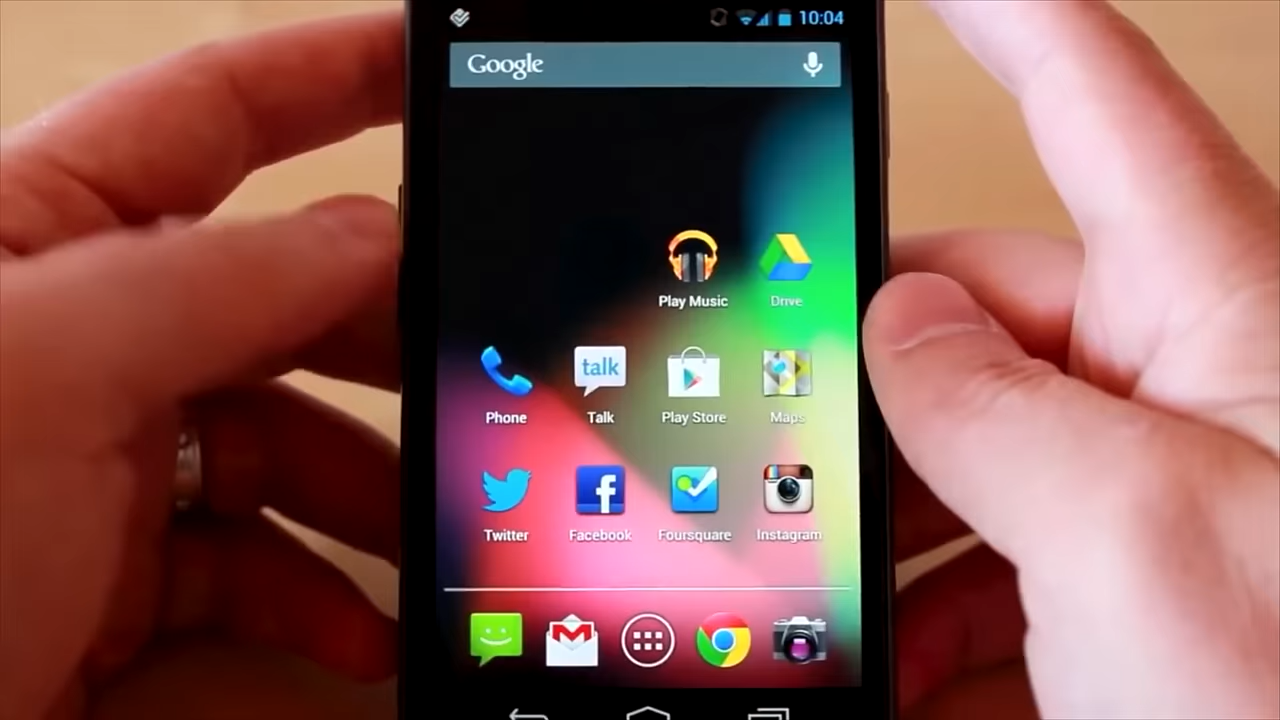 10:04
Google
Play Music
Drive
talk
Phone
Talk
Play Store
Maps
Twitter
Facebook
Foursquare
Instagram